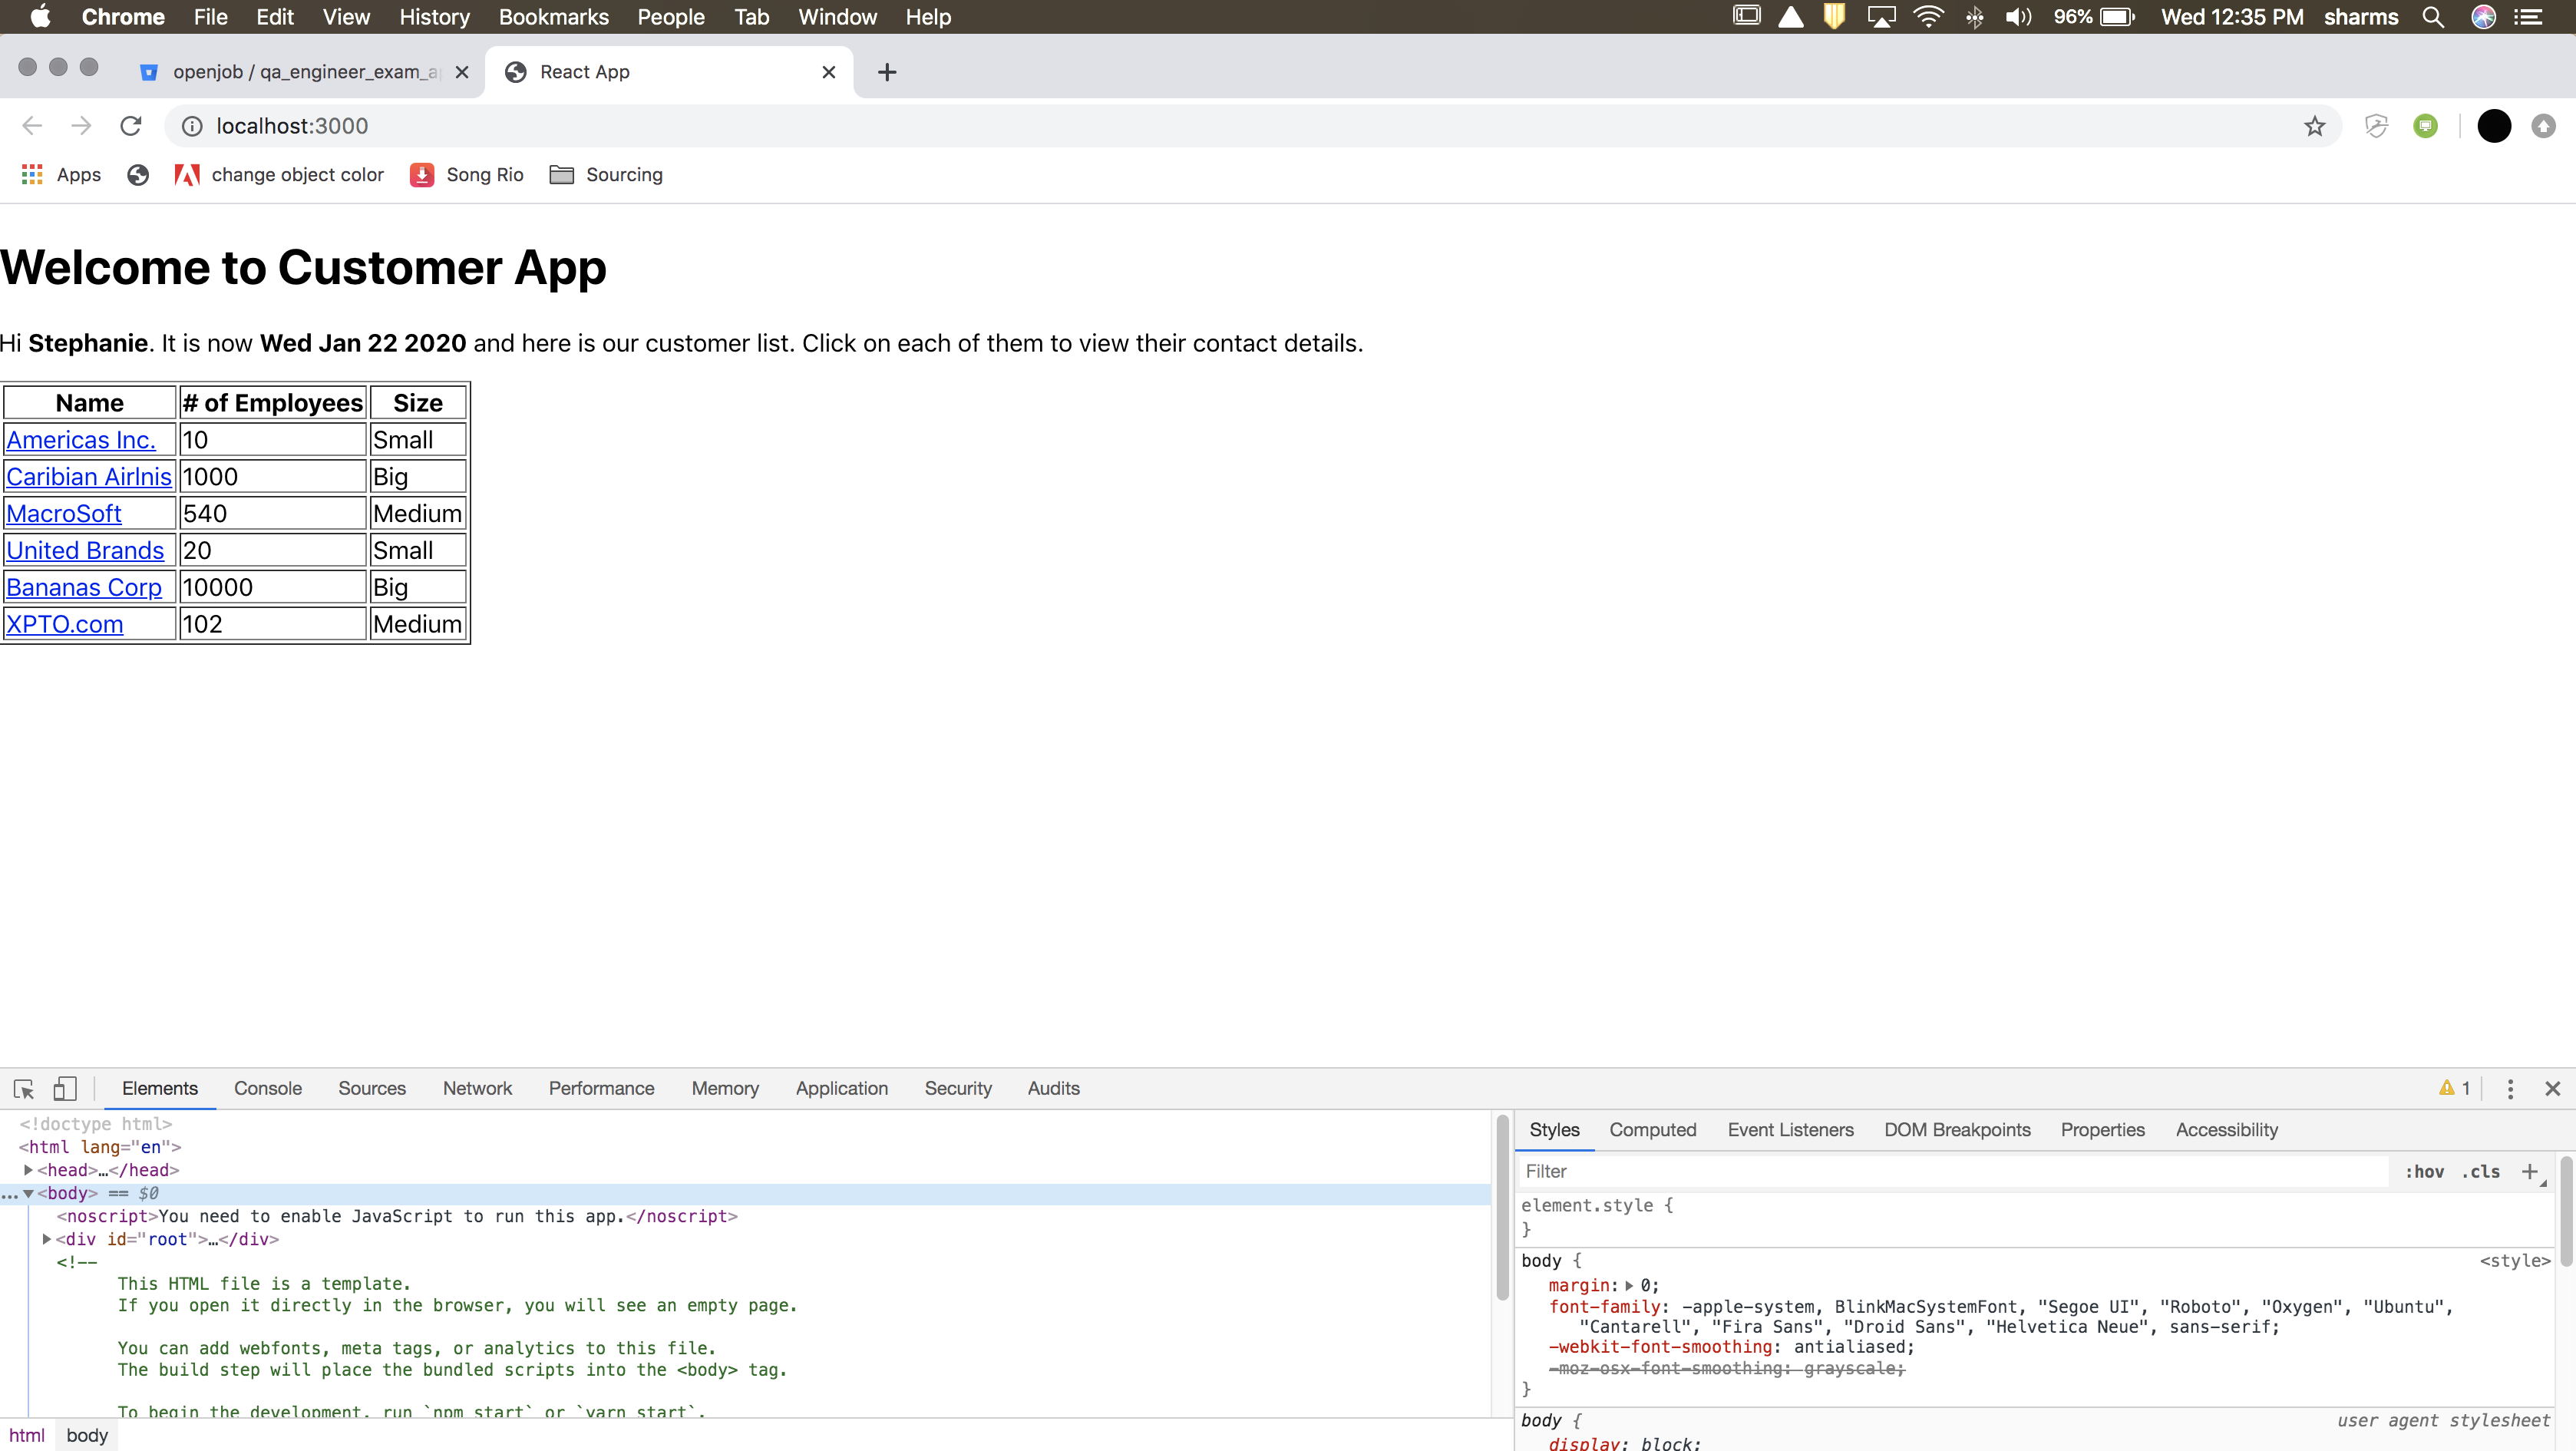 Chrome File Edit View History Bookmarks People Tab Window Help 96% Wed 12:35 PM sharms
openjob / qa_engineer_exam_a React App
localhost:3000
Apps change object color Song Rio Sourcing
Welcome to Customer App
Hi Stephanie. It is now Wed Jan 22 2020 and here is our customer list. Click on each of them to view their contact details.
Name # of Employees Size
Americas Inc. 10 Small
Caribian Airlnis 1000 Big
MacroSoft 540 Medium
United Brands 20 Small
Bananas Corp 10000 Big
XPTO.com 102 Medium
Elements Console Sources Network Performance Memory Application Security Audits 1
<!doctype html>
<html lang="en">
<head>…</head>
…<body> == $0
<noscript>You need to enable JavaScript to run this app.</noscript>
<div id="root">…</div>
<!--
This HTML file is a template.
If you open it directly in the browser, you will see an empty page.
You can add webfonts, meta tags, or analytics to this file.
The build step will place the bundled scripts into the <body> tag.
To begin the development, run `npm start` or `yarn start`.
html body
Styles Computed Event Listeners DOM Breakpoints Properties Accessibility
Filter :hov .cls +
element.style {
}
body { <style>
margin: 0;
font-family: -apple-system, BlinkMacSystemFont, "Segoe UI", "Roboto", "Oxygen", "Ubuntu",
"Cantarell", "Fira Sans", "Droid Sans", "Helvetica Neue", sans-serif;
-webkit-font-smoothing: antialiased;
-moz-osx-font-smoothing: grayscale;
}
body { user agent stylesheet
display: block;